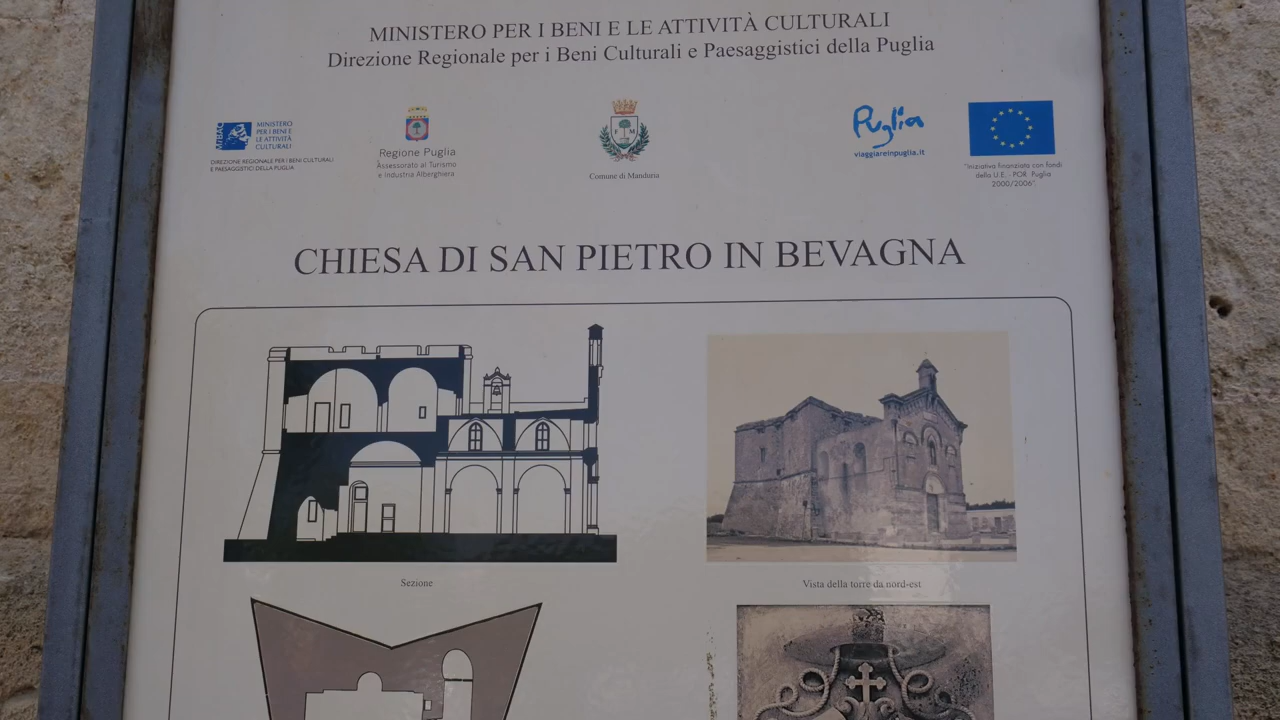 MINISTERO PER I BENI E LE ATTIVITÀ CULTURALI
Direzione Regionale per i Beni Culturali e Paesaggistici della Puglia
MiBAC
MINISTERO
PER I BENI E
LE ATTIVITÀ
CULTURALI
DIREZIONE REGIONALE PER I BENI CULTURALI
E PAESAGGISTICI DELLA PUGLIA
Regione Puglia
Assessorato al Turismo
e Industria Alberghiera
Comune di Manduria
Puglia
viaggiareinpuglia.it
"Iniziativa finanziata con fondi
della U.E. - POR Puglia
2000/2006"
CHIESA DI SAN PIETRO IN BEVAGNA
Sezione
Vista della torre da nord-est